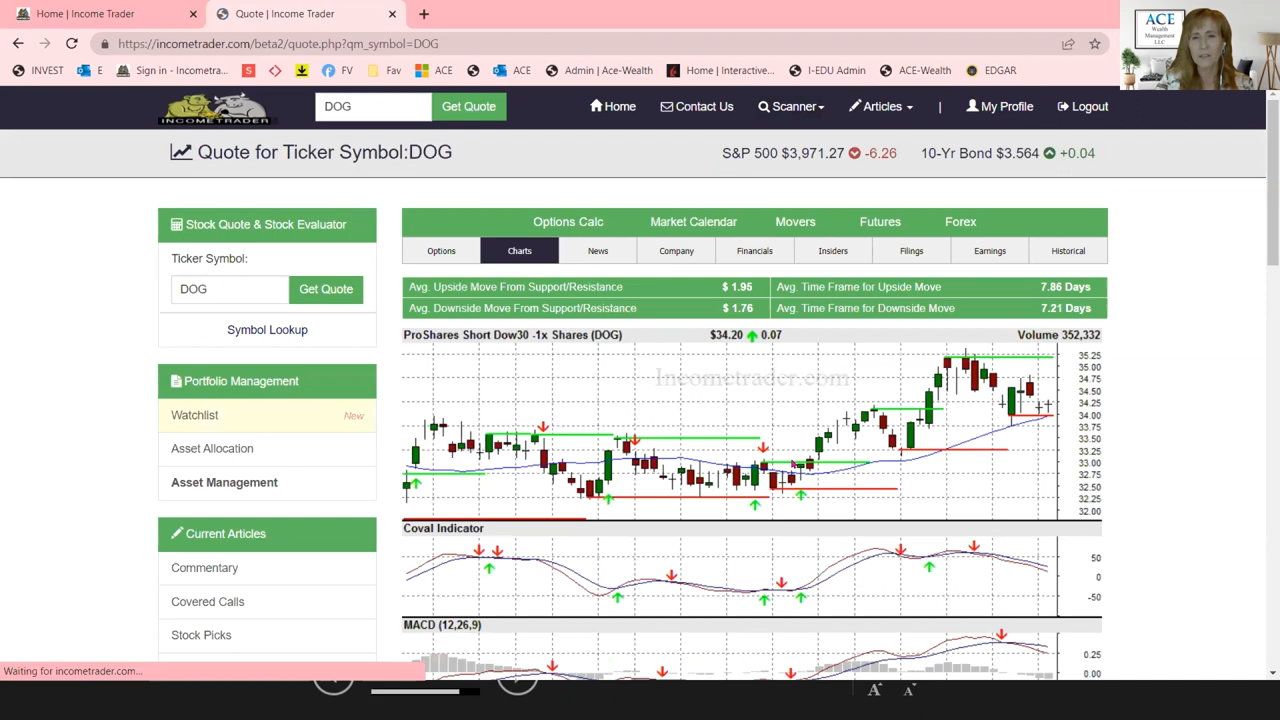 Home | Income Trader
Quote | Income Trader
https://incometrader.com/beta2/quote.php?qm_symbol=DOG
INVEST
E
Sign in - Incometra...
FV
Fav
ACE
ACE
Admin | Ace-Wealth
Home | Interactive...
I-EDU Admin
ACE-Wealth
EDGAR
ACE
Wealth
Management
LLC
INCOMETRADER
DOG
Get Quote
Home
Contact Us
Scanner
Articles
|
My Profile
Logout
Quote for Ticker Symbol:DOG
S&P 500 $3,971.27 -6.26
10-Yr Bond $3.564 +0.04
Stock Quote & Stock Evaluator
Ticker Symbol:
DOG
Get Quote
Symbol Lookup
Portfolio Management
Watchlist
New
Asset Allocation
Asset Management
Current Articles
Commentary
Covered Calls
Stock Picks
Options Calc
Market Calendar
Movers
Futures
Forex
Options
Charts
News
Company
Financials
Insiders
Filings
Earnings
Historical
Avg. Upside Move From Support/Resistance $ 1.95
Avg. Time Frame for Upside Move 7.86 Days
Avg. Downside Move From Support/Resistance $ 1.76
Avg. Time Frame for Downside Move 7.21 Days
ProShares Short Dow30 -1x Shares (DOG) $34.20 0.07 Volume 352,332
Incometrader.com
35.25
35.00
34.75
34.50
34.25
34.00
33.75
33.50
33.25
33.00
32.75
32.50
32.25
32.00
Coval Indicator
50
0
-50
MACD (12,26,9)
0.25
0.00
Waiting for incometrader.com...
A
A